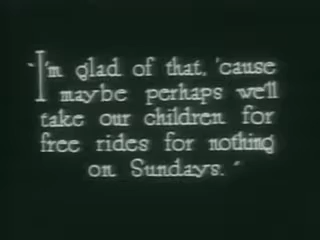 "I'm glad of that, 'cause
maybe perhaps we'll
take our children for
free rides for nothing
on Sundays."